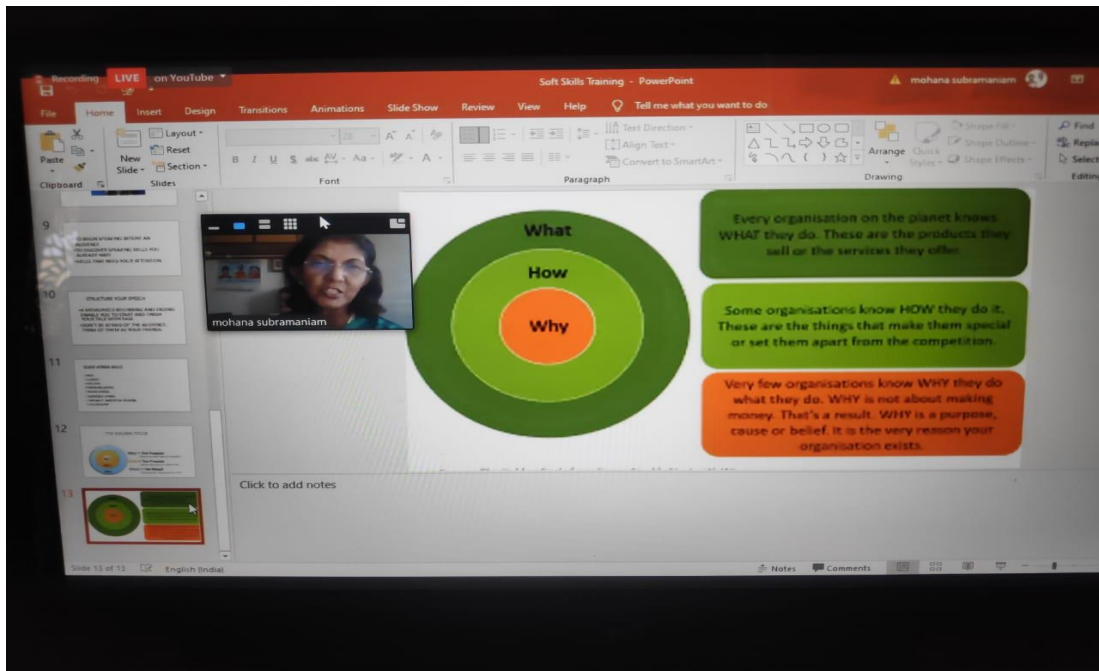 Recording LIVE on YouTube
Soft Skills Training - PowerPoint
mohana subramaniam
File Home Insert Design Transitions Animations Slide Show Review View Help Tell me what you want to do
Paste
Clipboard
New
Slide
Layout
Reset
Section
Slides
B I U S abc AV Aa A
Font
Text Direction
Align Text
Convert to SmartArt
Paragraph
Arrange
Quick
Styles
Shape Fill
Shape Outline
Shape Effects
Drawing
Find
Select
Editing
9
10
STRUCTURE YOUR SPEECH
11
12
13
mohana subramaniam
What
How
Why
Every organisation on the planet knows
WHAT they do. These are the products they
sell or the services they offer.
Some organisations know HOW they do it.
These are the things that make them special
or set them apart from the competition.
Very few organisations know WHY they do
what they do. WHY is not about making
money. That's a result. WHY is a purpose,
cause or belief. It is the very reason your
organisation exists.
Click to add notes
Slide 13 of 13 English (India)
Notes Comments